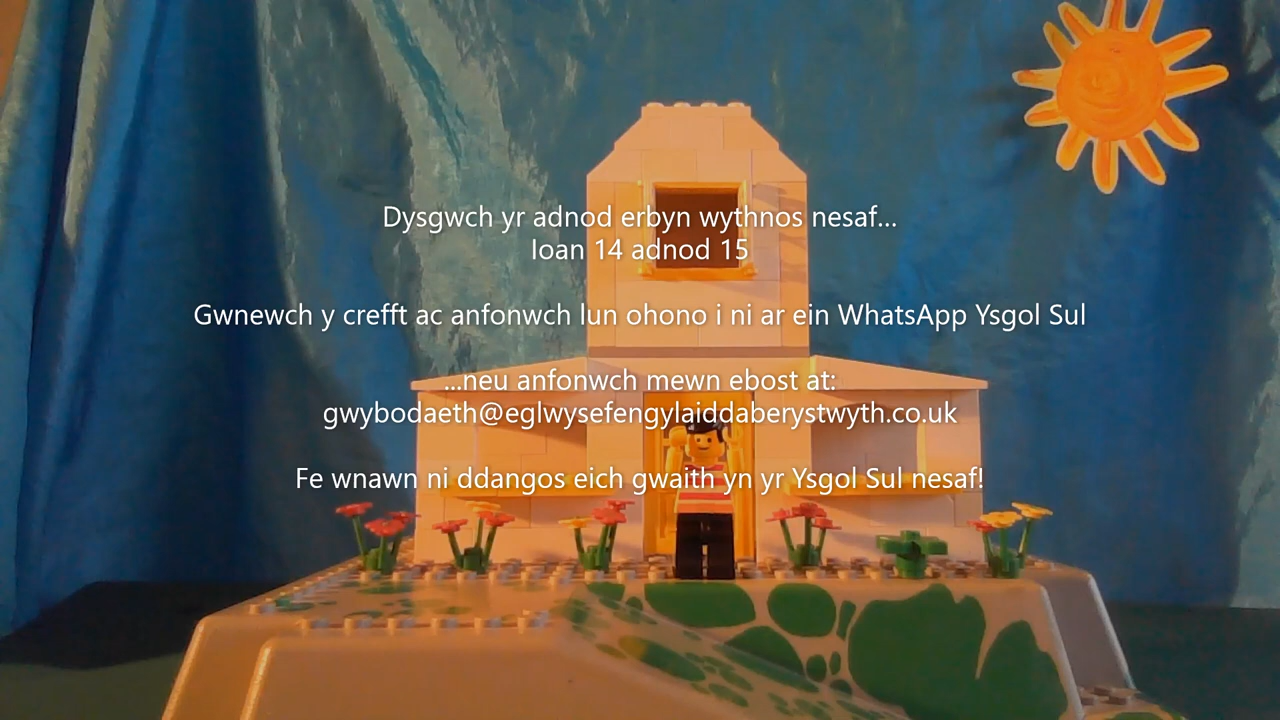 Dysgwch yr adnod erbyn wythnos nesaf...
Ioan 14 adnod 15
Gwnewch y crefft ac anfonwch lun ohono i ni ar ein WhatsApp Ysgol Sul
...neu anfonwch mewn ebost at:
gwybodaeth@eglwysefengylaiddaberystwyth.co.uk
Fe wnawn ni ddangos eich gwaith yn yr Ysgol Sul nesaf!